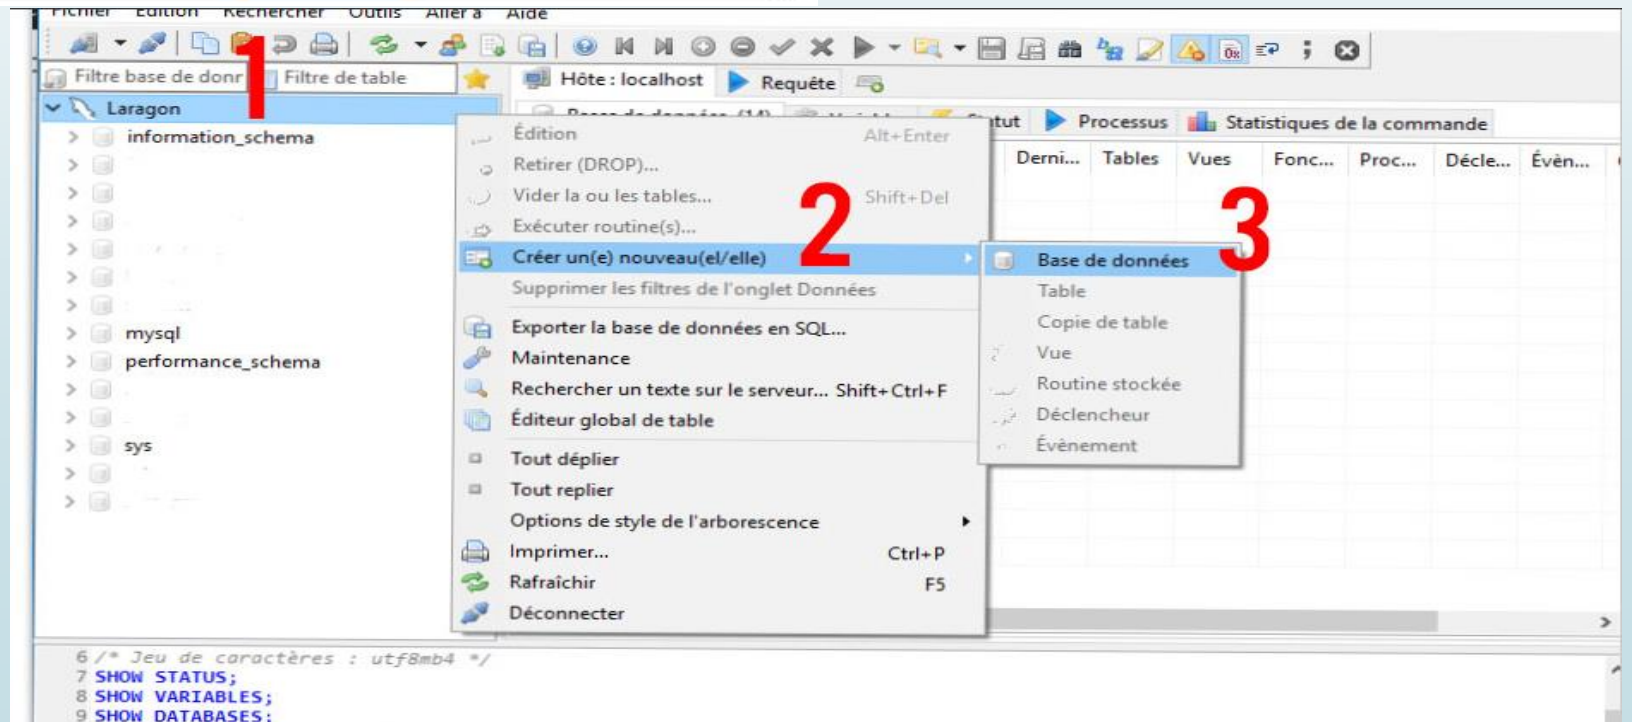 Fichier Edition Rechercher Outils Aller à Aide
1
Filtre base de donr Filtre de table
Hôte : localhost Requête
Laragon
Bases de données (14) Statut Processus Statistiques de la commande
Derni... Tables Vues Fonc... Proc... Décle... Évèn...
information_schema
mysql
performance_schema
sys
Édition Alt+Enter
Retirer (DROP)...
Vider la ou les tables... Shift+Del
Exécuter routine(s)...
2
Créer un(e) nouveau(el/elle)
Supprimer les filtres de l'onglet Données
Exporter la base de données en SQL...
Maintenance
Rechercher un texte sur le serveur... Shift+Ctrl+F
Éditeur global de table
Tout déplier
Tout replier
Options de style de l'arborescence
Imprimer... Ctrl+P
Rafraîchir F5
Déconnecter
3
Base de données
Table
Copie de table
Vue
Routine stockée
Déclencheur
Évènement
6 /* Jeu de caractères : utf8mb4 */
7 SHOW STATUS;
8 SHOW VARIABLES;
9 SHOW DATABASES;